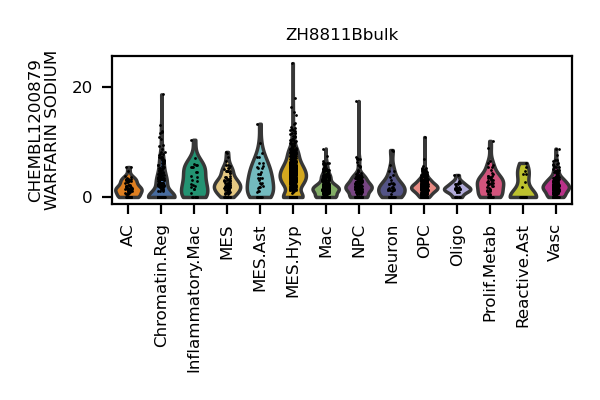 ZH8811Bbulk
CHEMBL1200879
WARFARIN SODIUM
20
0
AC
Chromatin.Reg
Inflammatory.Mac
MES
MES.Ast
MES.Hyp
Mac
NPC
Neuron
OPC
Oligo
Prolif.Metab
Reactive.Ast
Vasc